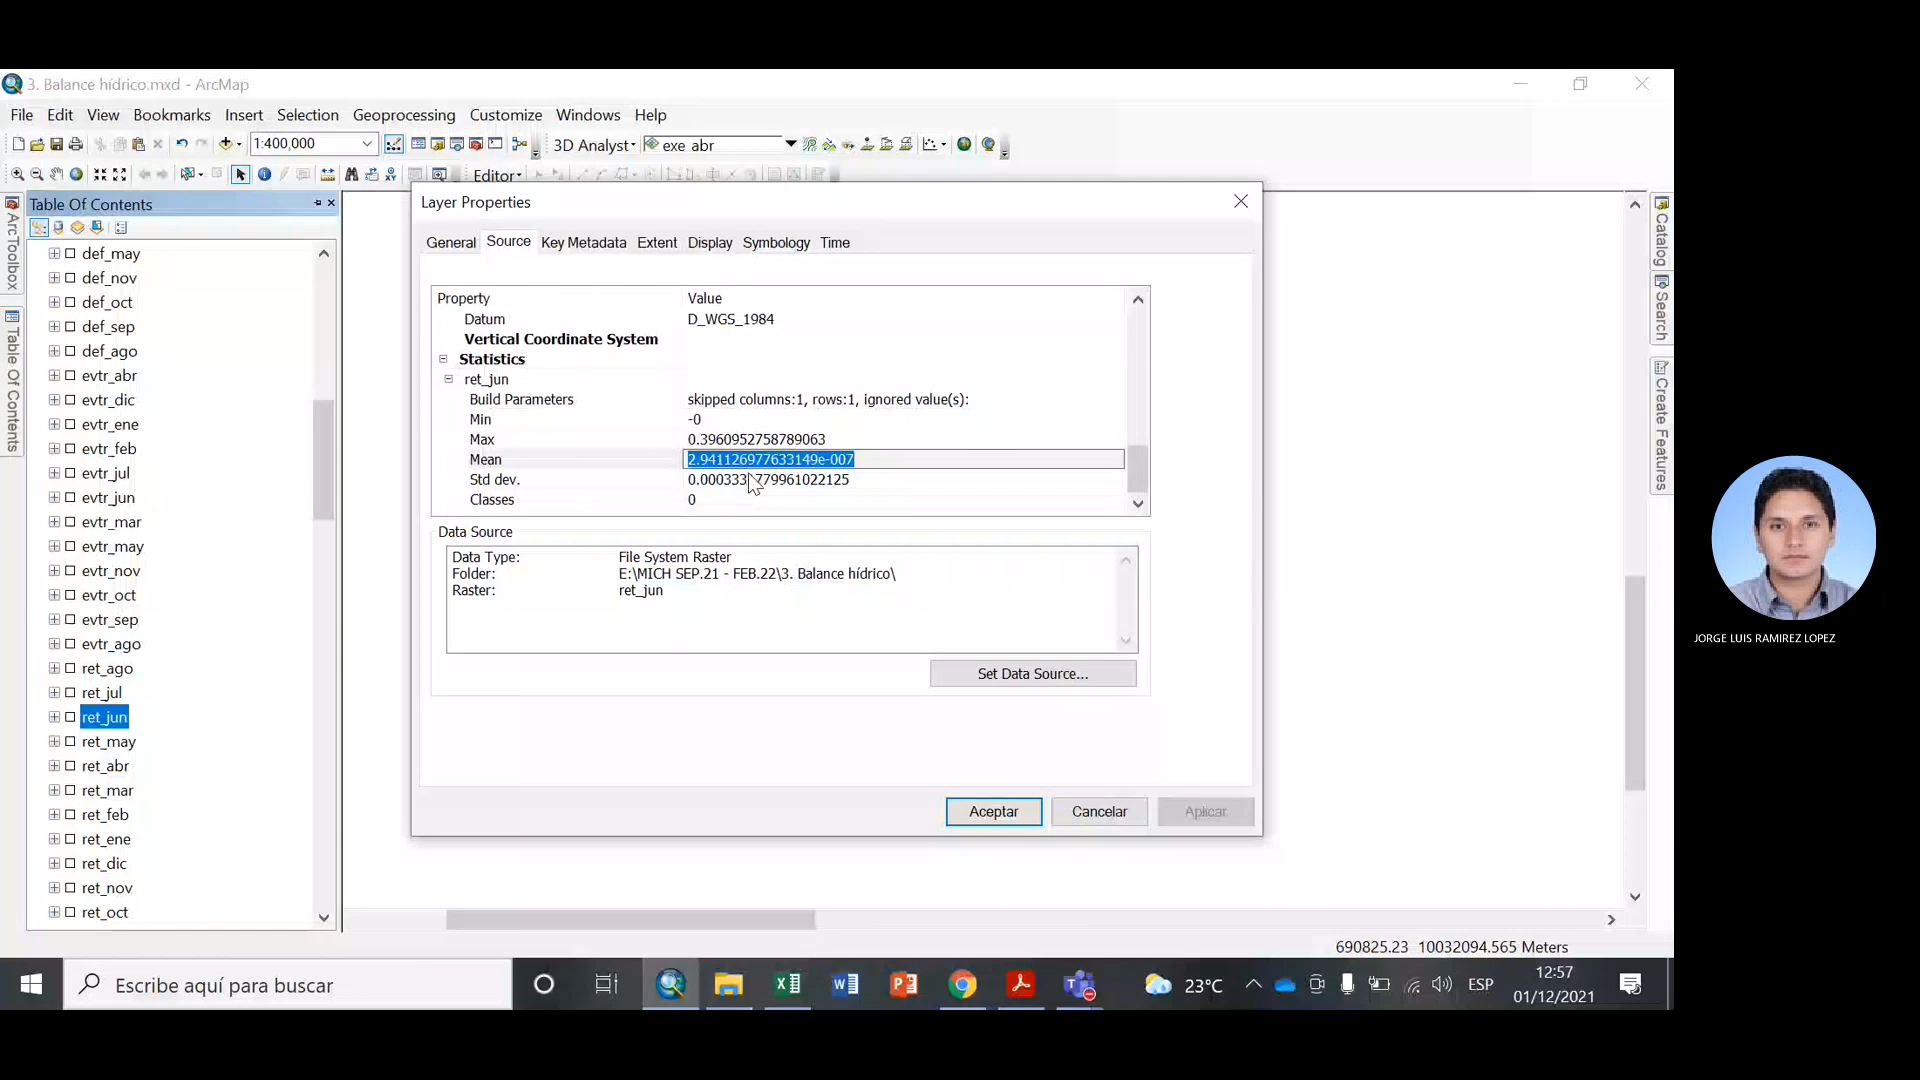 3. Balance hídrico.mxd - ArcMap
File Edit View Bookmarks Insert Selection Geoprocessing Customize Windows Help
1:400,000
3D Analyst
exe abr
Editor
Table Of Contents
ArcToolbox
Table Of Contents
def_may
def_nov
def_oct
def_sep
def_ago
evtr_abr
evtr_dic
evtr_ene
evtr_feb
evtr_jul
evtr_jun
evtr_mar
evtr_may
evtr_nov
evtr_oct
evtr_sep
evtr_ago
ret_ago
ret_jul
ret_jun
ret_may
ret_abr
ret_mar
ret_feb
ret_ene
ret_dic
ret_nov
ret_oct
Layer Properties
General Source Key Metadata Extent Display Symbology Time
Property Value
Datum D_WGS_1984
Vertical Coordinate System
Statistics
ret_jun
Build Parameters skipped columns:1, rows:1, ignored value(s):
Min -0
Max 0.3960952758789063
Mean 2.941126977633149e-007
Std dev.
Classes 0
Data Source
Data Type: File System Raster
Folder: E:\MICH SEP.21 - FEB.22\3. Balance hídrico\
Raster: ret_jun
Set Data Source...
Aceptar Cancelar Aplicar
Catalog
Search
Create Features
690825.23 10032094.565 Meters
JORGE LUIS RAMIREZ LOPEZ
Escribe aquí para buscar
23°C
ESP
12:57
01/12/2021